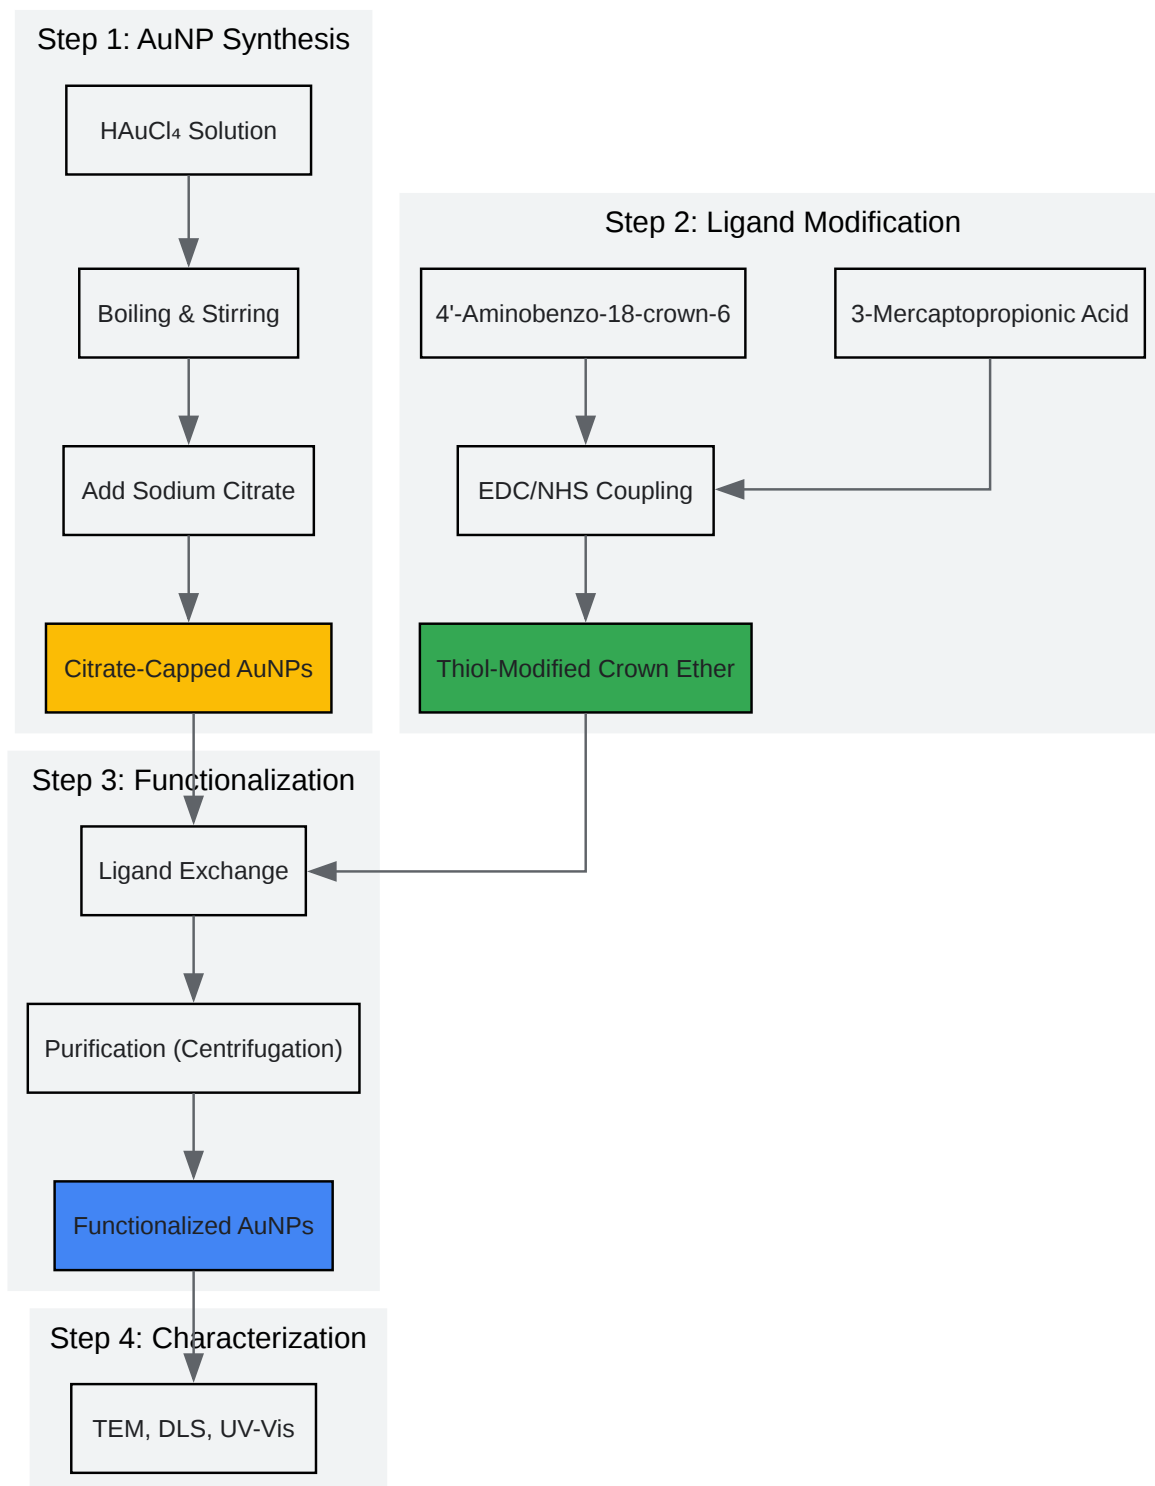 Step 1: AuNP Synthesis
HAuCl₄ Solution
Boiling & Stirring
Add Sodium Citrate
Citrate-Capped AuNPs
Step 2: Ligand Modification
4'-Aminobenzo-18-crown-6
3-Mercaptopropionic Acid
EDC/NHS Coupling
Thiol-Modified Crown Ether
Step 3: Functionalization
Ligand Exchange
Purification (Centrifugation)
Functionalized AuNPs
Step 4: Characterization
TEM, DLS, UV-Vis